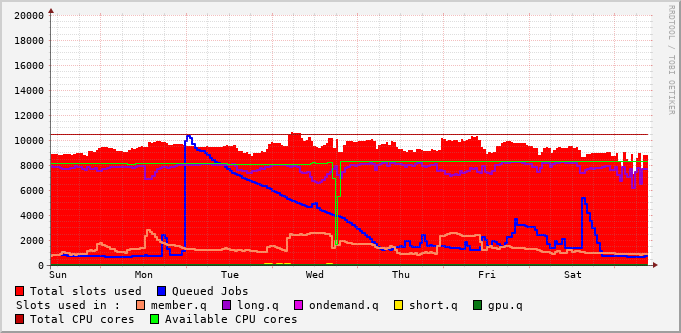 RRDTOOL / TOBI OETIKER
20000
18000
16000
14000
12000
10000
8000
6000
4000
2000
0
Sun Mon Tue Wed Thu Fri Sat
Total slots used Queued Jobs
Slots used in : member.q long.q ondemand.q short.q gpu.q
Total CPU cores Available CPU cores